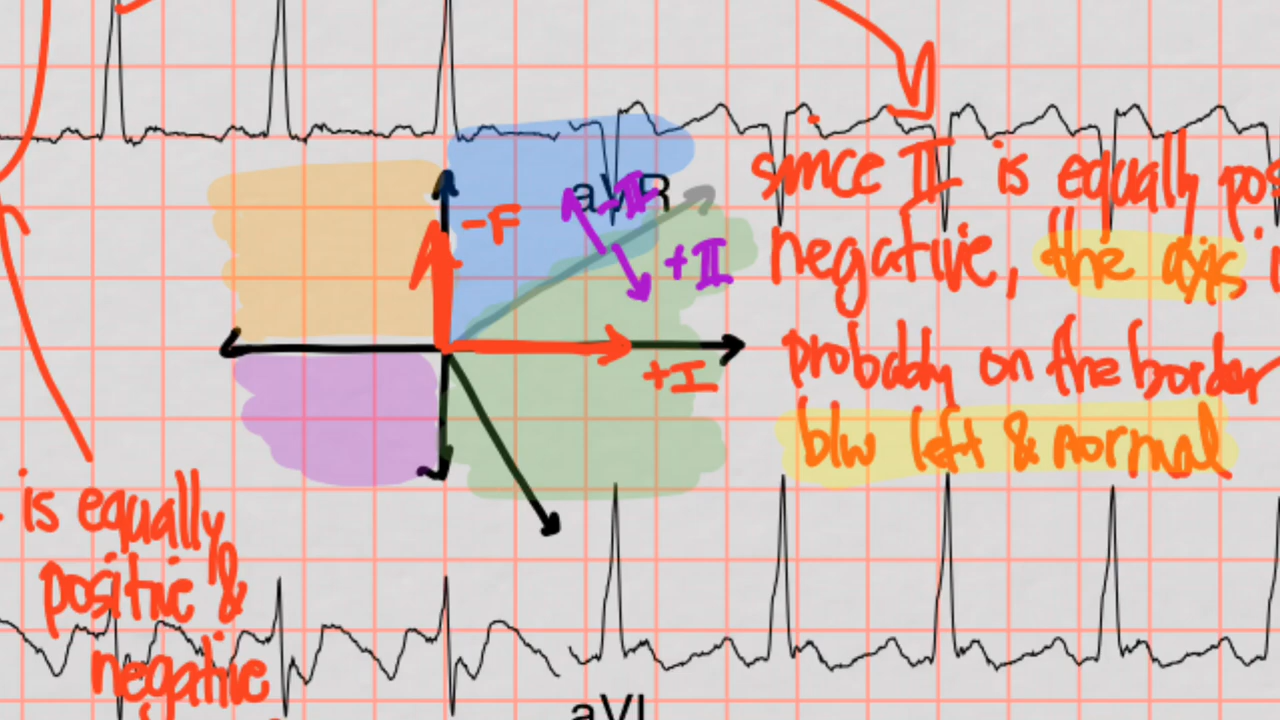 aVR
-II
-F
+II
+I
since II is equally pos
negative, the axis i
probably on the border
b/w left & normal
is equally
positive &
negative
aVL